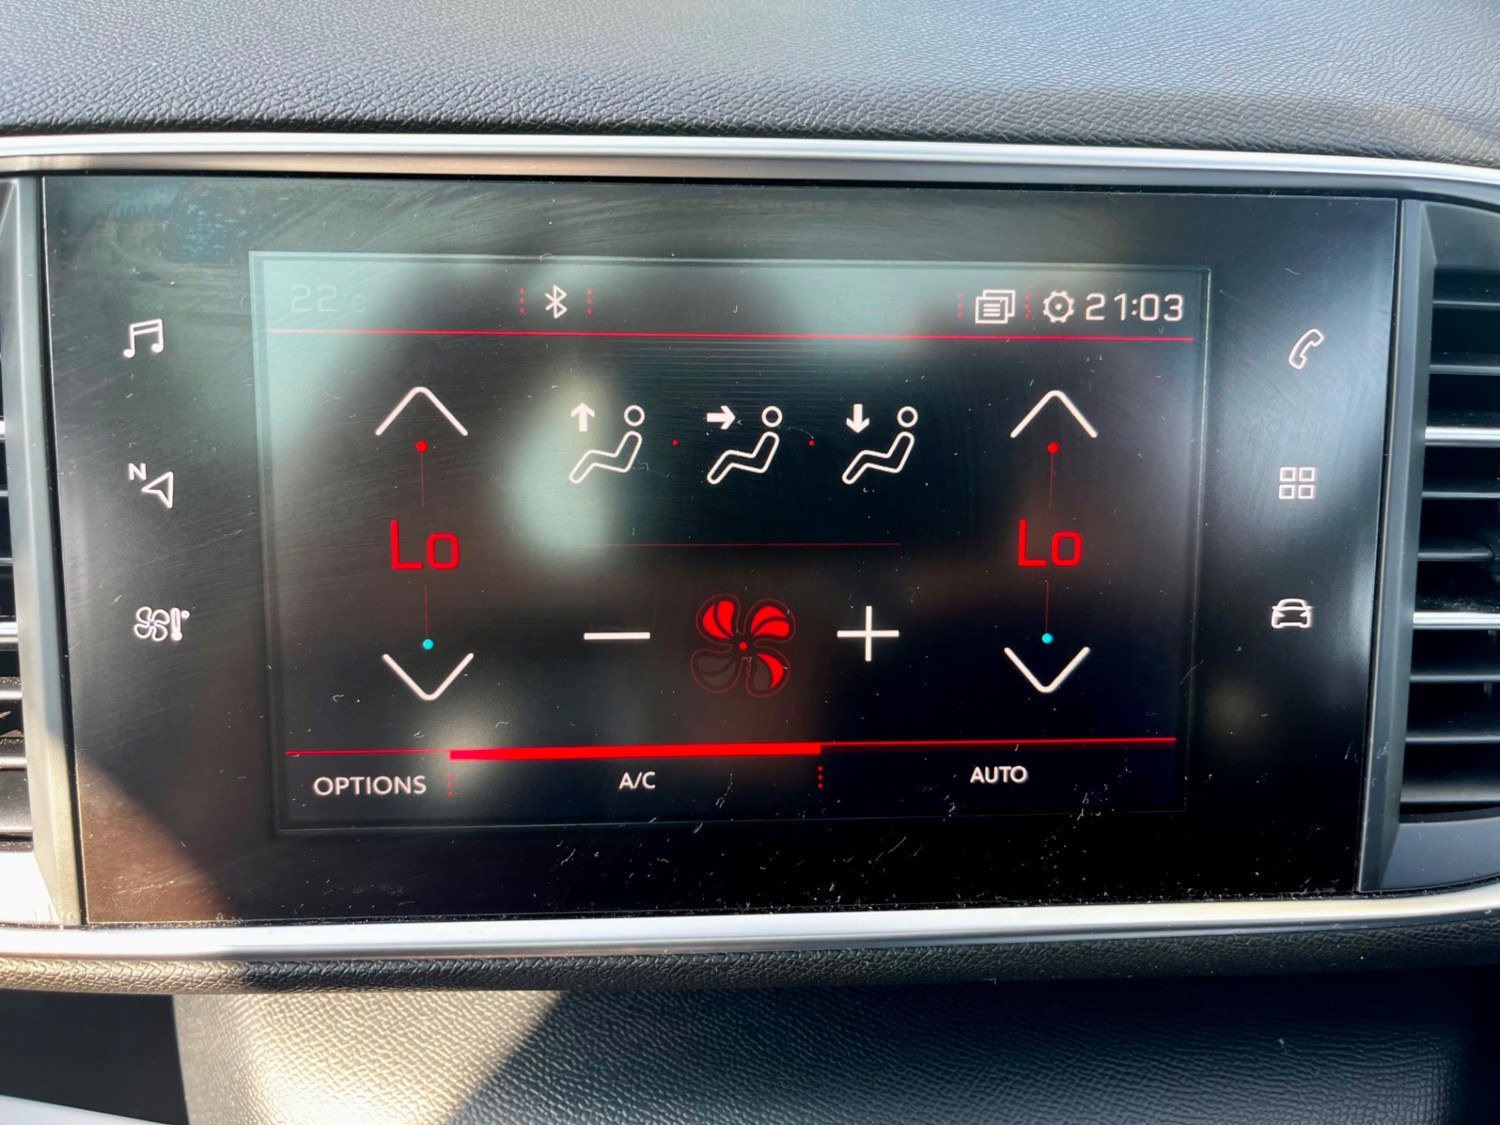 22°C
21:03
N
Lo
Lo
OPTIONS
A/C
AUTO